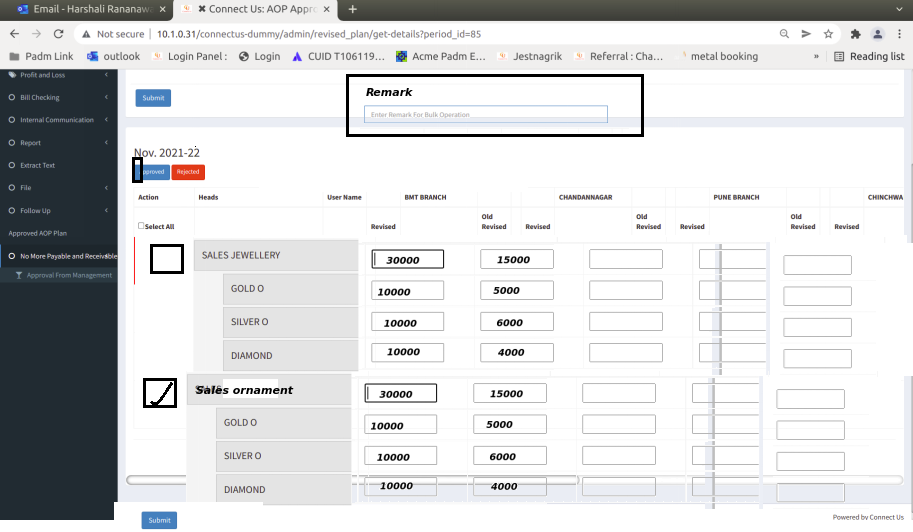 Email - Harshali Rananawa
Connect Us: AOP Appro
Not secure | 10.1.0.31/connectus-dummy/admin/revised_plan/get-details?period_id=85
Padm Link outlook Login Panel : Login CUID T106119... Acme Padm E... Jestnagrik Referral : Cha... metal booking » Reading list
Profit and Loss
Bill Checking
Internal Communication
Report
Extract Text
File
Follow Up
Approved AOP Plan
No More Payable and Receivable
Approval From Management
Submit
Remark
Enter Remark For Bulk Operation
Nov. 2021-22
Rejected
Action Heads User Name BMT BRANCH CHANDANNAGAR PUNE BRANCH CHINCHWA
Select All Revised Old Revised Revised Old Revised Revised Old Revised Revised
SALES JEWELLERY 30000 15000
GOLD O 10000 5000
SILVER O 10000 6000
DIAMOND 10000 4000
Sales ornament 30000 15000
GOLD O 10000 5000
SILVER O 10000 6000
DIAMOND 10000 4000
Submit
Powered by Connect Us